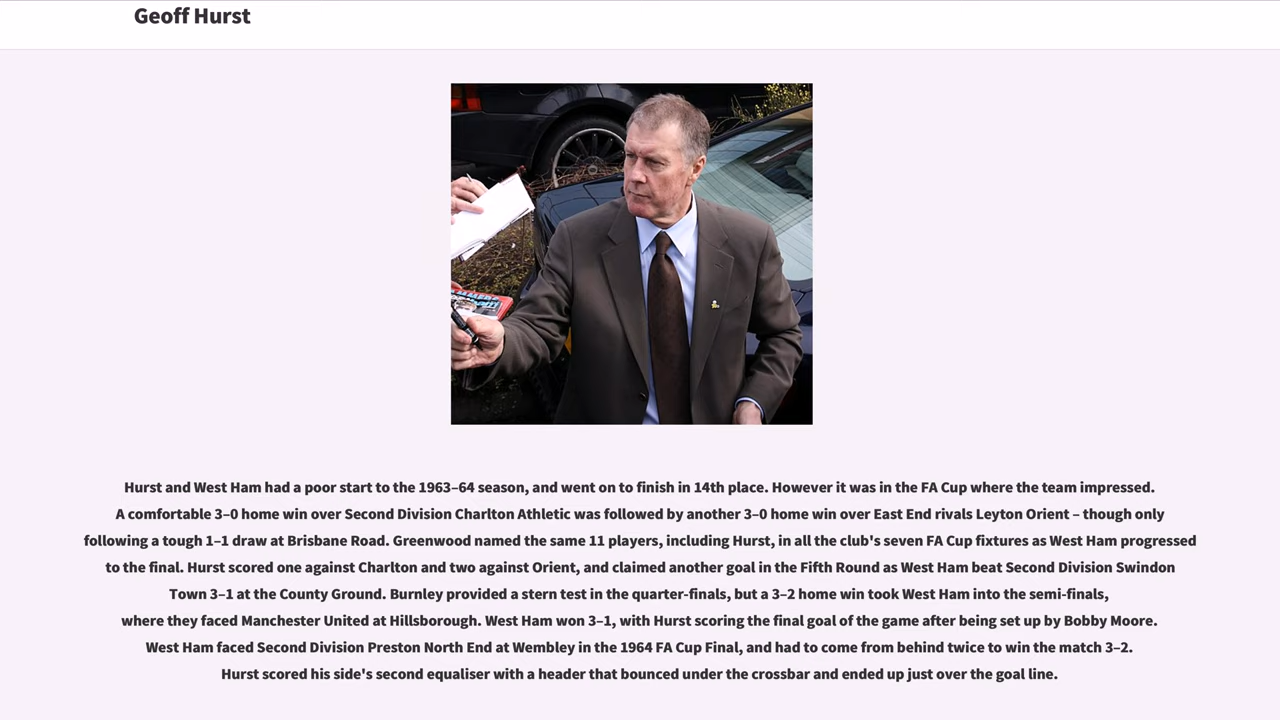 Geoff Hurst
Hurst and West Ham had a poor start to the 1963–64 season, and went on to finish in 14th place. However it was in the FA Cup where the team impressed.
A comfortable 3–0 home win over Second Division Charlton Athletic was followed by another 3–0 home win over East End rivals Leyton Orient – though only
following a tough 1–1 draw at Brisbane Road. Greenwood named the same 11 players, including Hurst, in all the club's seven FA Cup fixtures as West Ham progressed
to the final. Hurst scored one against Charlton and two against Orient, and claimed another goal in the Fifth Round as West Ham beat Second Division Swindon
Town 3–1 at the County Ground. Burnley provided a stern test in the quarter-finals, but a 3–2 home win took West Ham into the semi-finals,
where they faced Manchester United at Hillsborough. West Ham won 3–1, with Hurst scoring the final goal of the game after being set up by Bobby Moore.
West Ham faced Second Division Preston North End at Wembley in the 1964 FA Cup Final, and had to come from behind twice to win the match 3–2.
Hurst scored his side's second equaliser with a header that bounced under the crossbar and ended up just over the goal line.